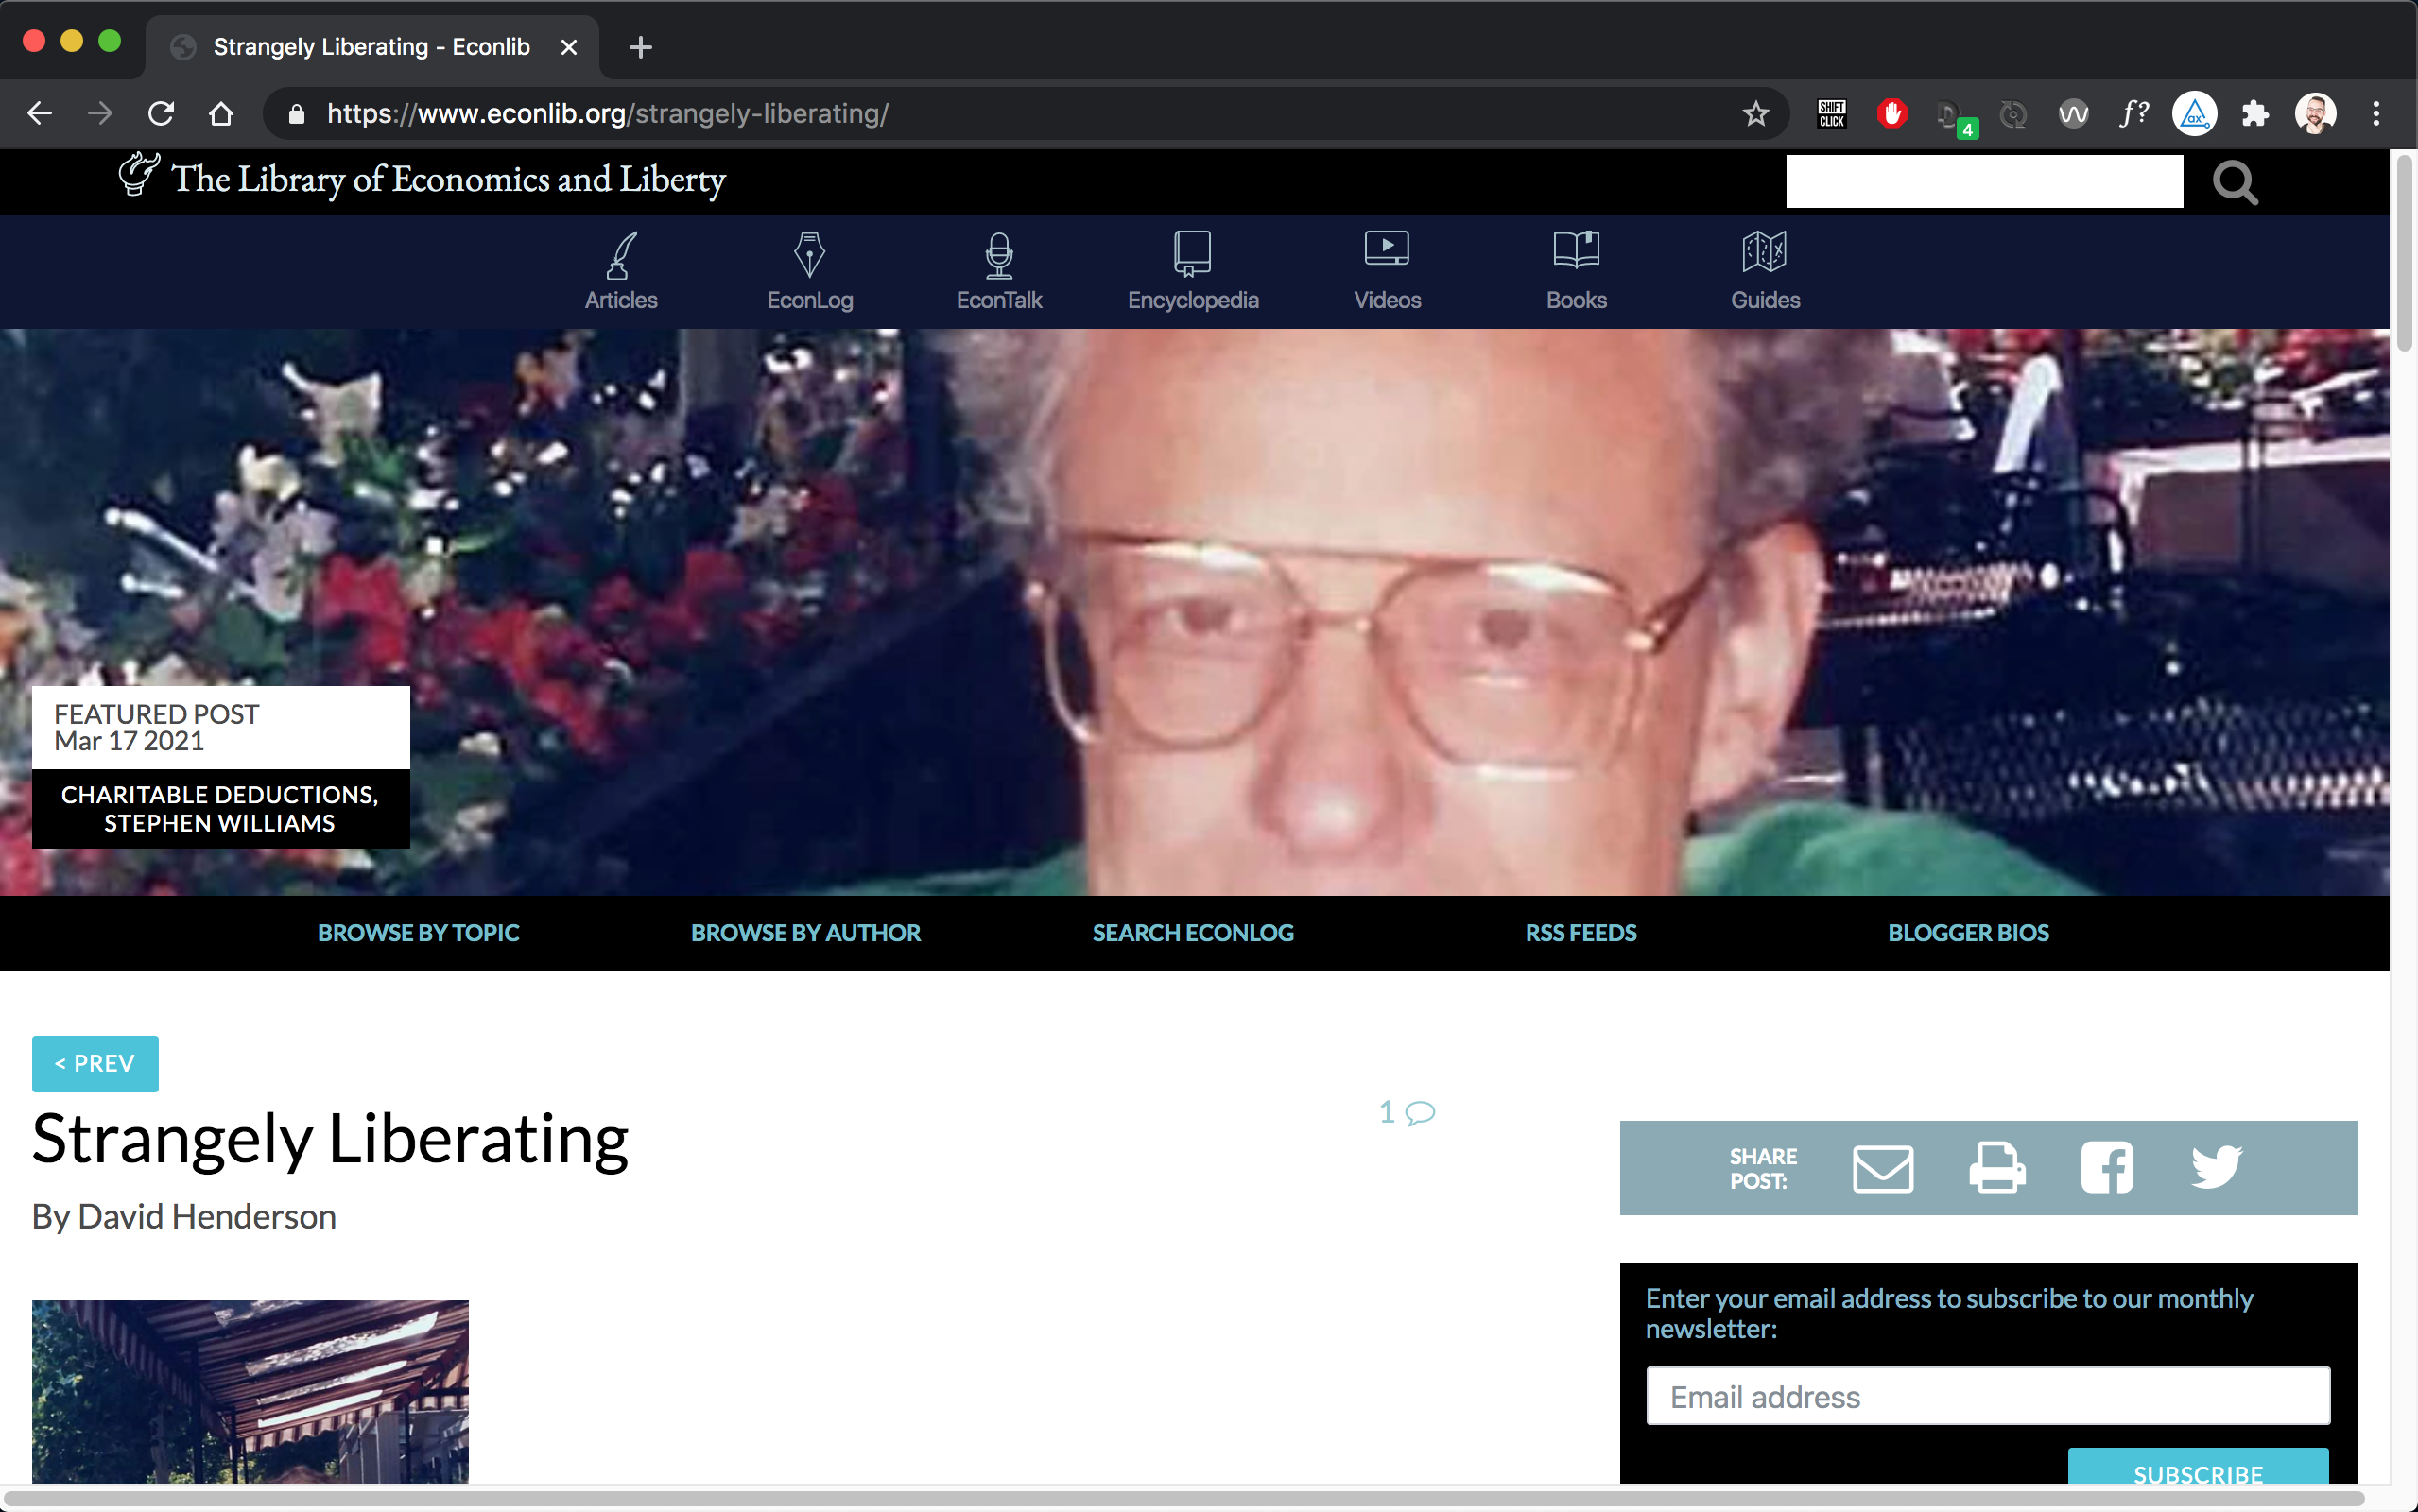 Strangely Liberating - Econlib
https://www.econlib.org/strangely-liberating/
SHIFT
CLICK
4
f?
ax
The Library of Economics and Liberty
Articles
EconLog
EconTalk
Encyclopedia
Videos
Books
Guides
FEATURED POST
Mar 17 2021
CHARITABLE DEDUCTIONS,
STEPHEN WILLIAMS
BROWSE BY TOPIC
BROWSE BY AUTHOR
SEARCH ECONLOG
RSS FEEDS
BLOGGER BIOS
< PREV
Strangely Liberating
1
By David Henderson
SHARE
POST:
Enter your email address to subscribe to our monthly
newsletter:
Email address
SUBSCRIBE